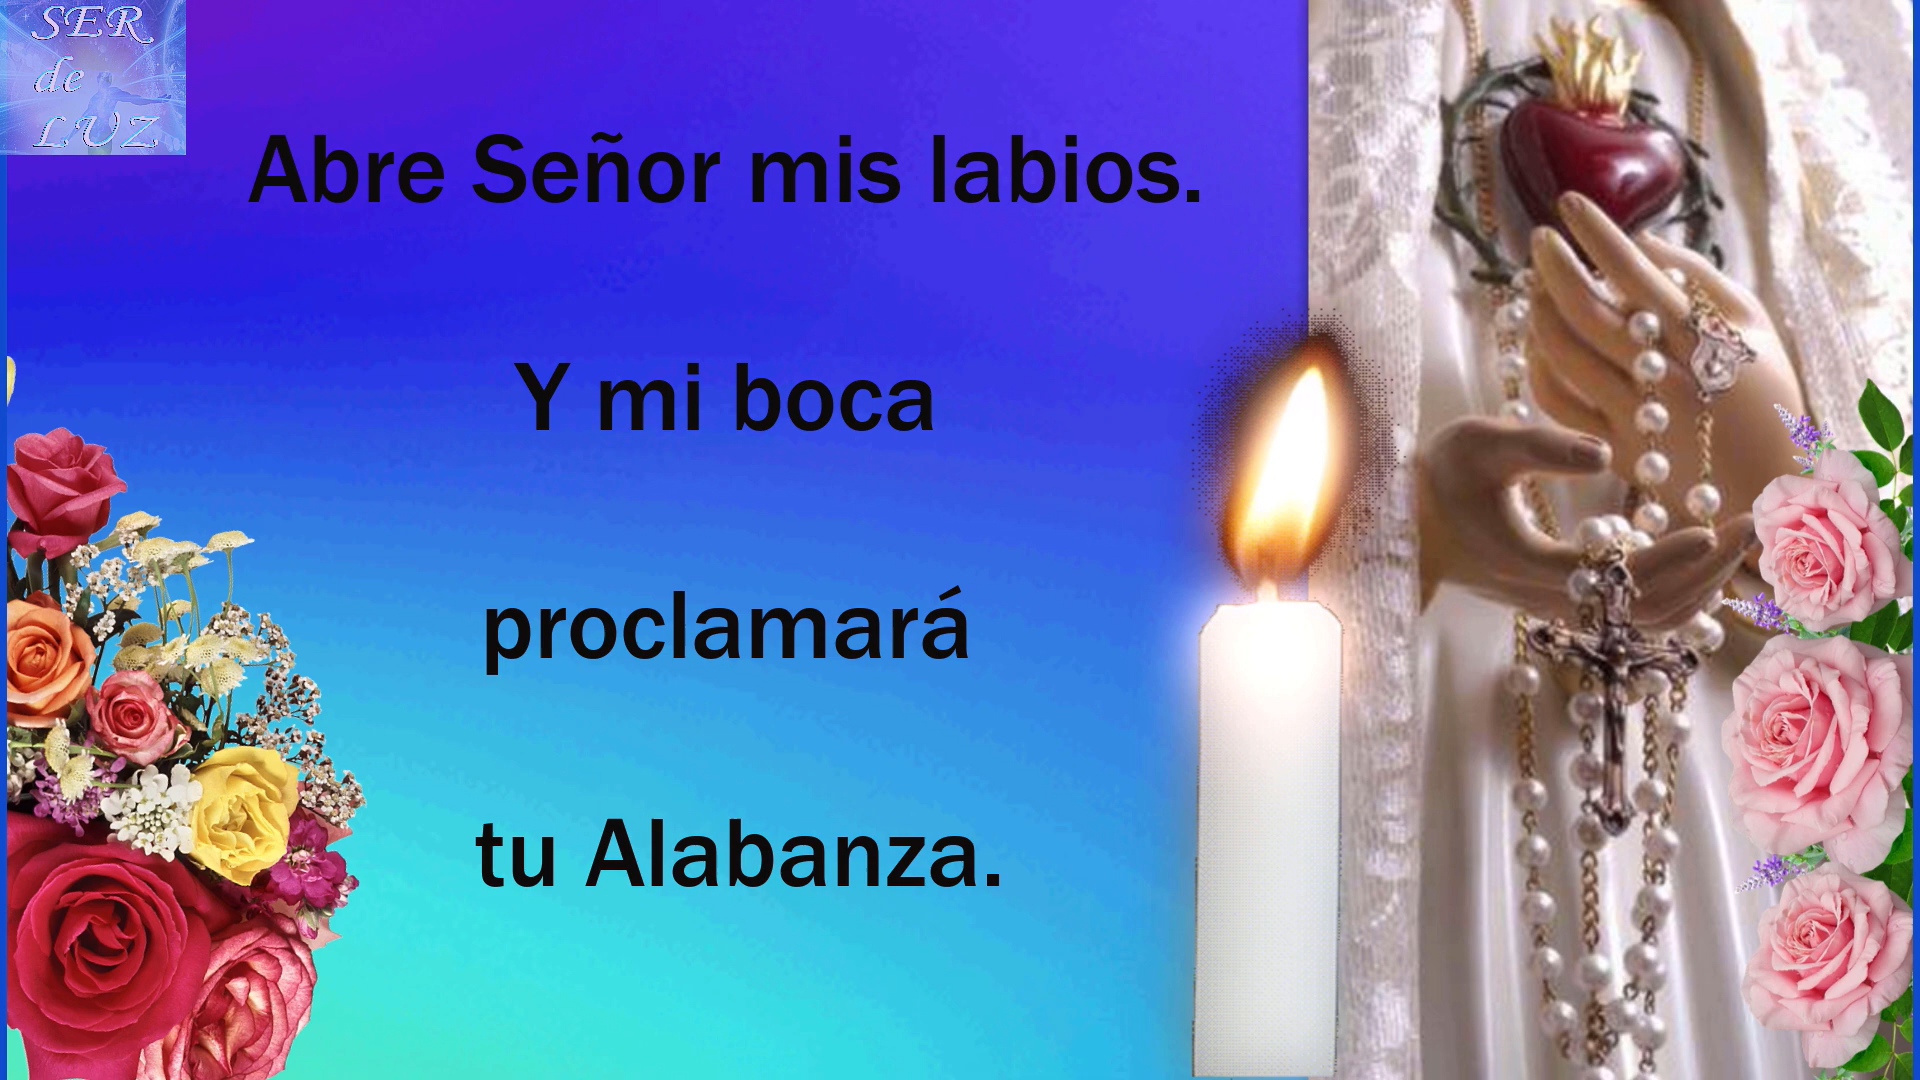 SER
de
LUZ
Abre Señor mis labios.
Y mi boca
proclamará
tu Alabanza.